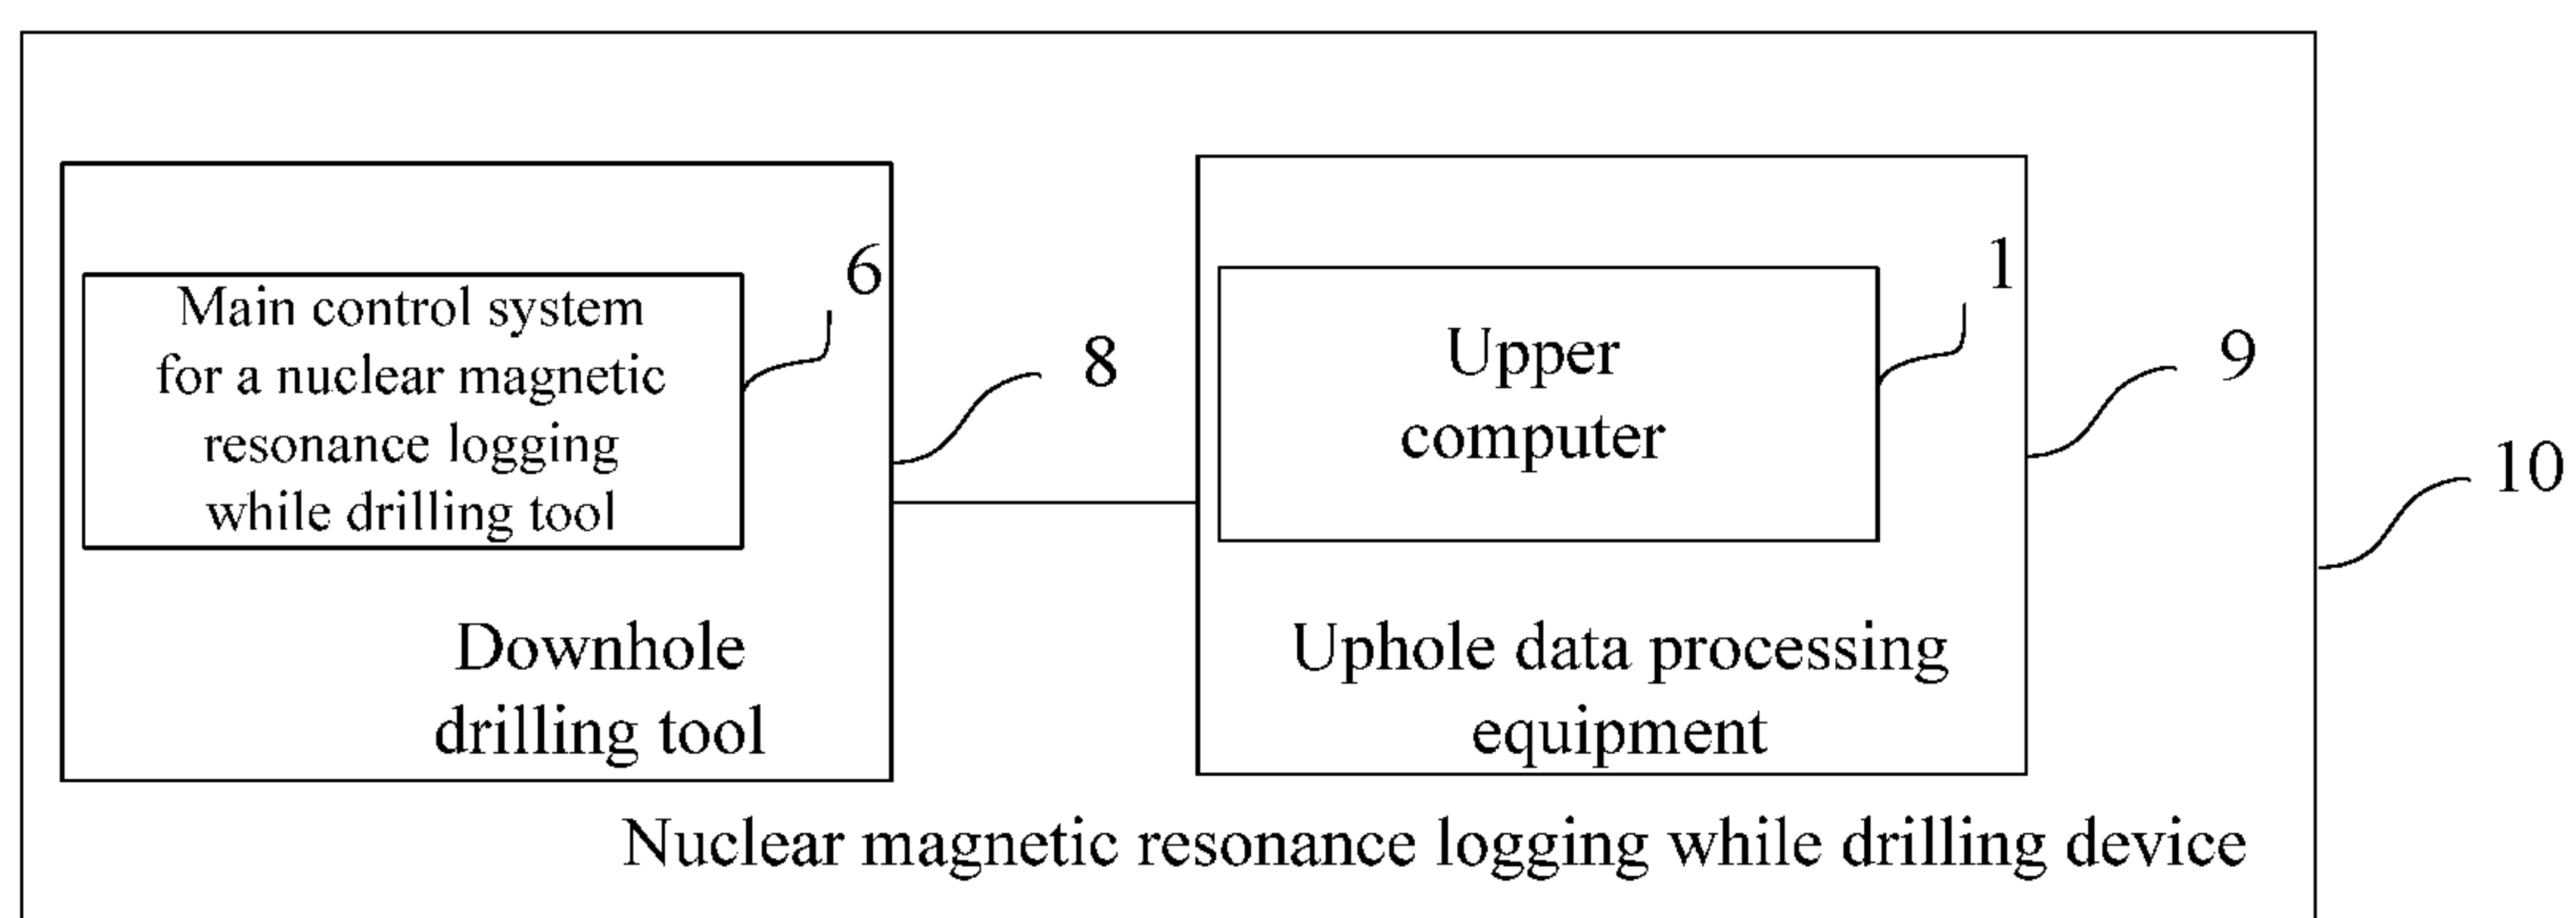 Main control system
for a nuclear magnetic
resonance logging
while drilling tool
6
Downhole
drilling tool
8
Upper
computer
1
Uphole data processing
equipment
9
Nuclear magnetic resonance logging while drilling device
10